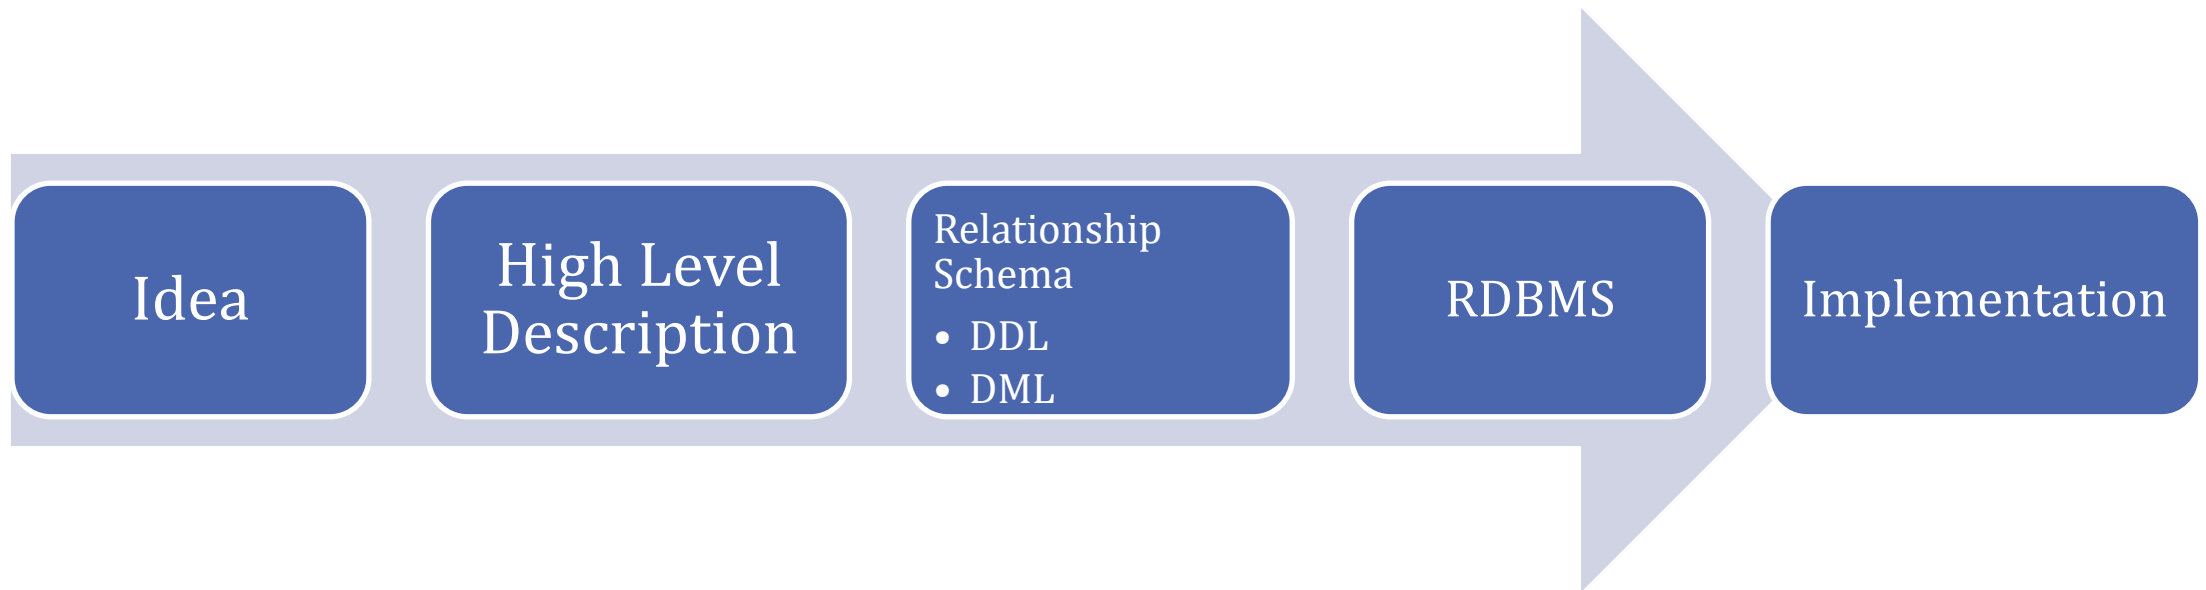 Idea
High Level
Description
Relationship
Schema
• DDL
• DML
RDBMS
Implementation